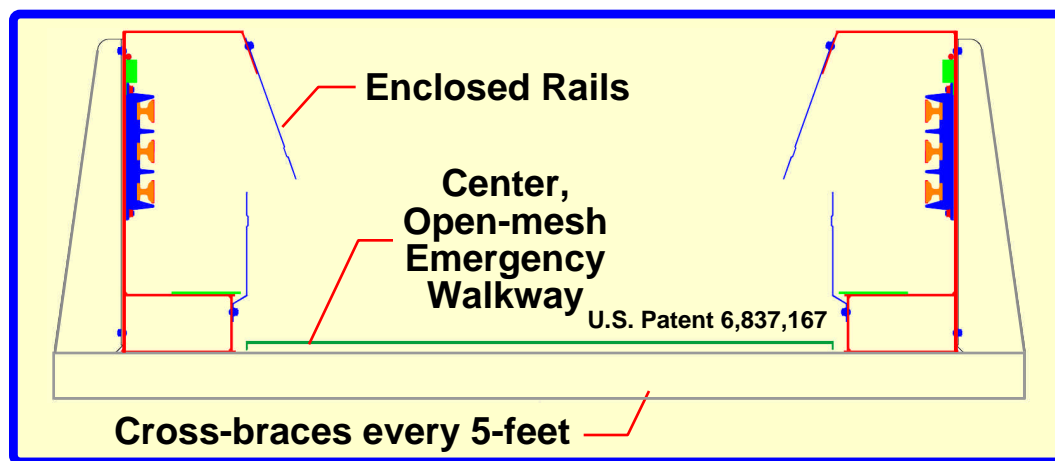 Enclosed Rails
Center,
Open-mesh
Emergency
Walkway
U.S. Patent 6,837,167
Cross-braces every 5-feet